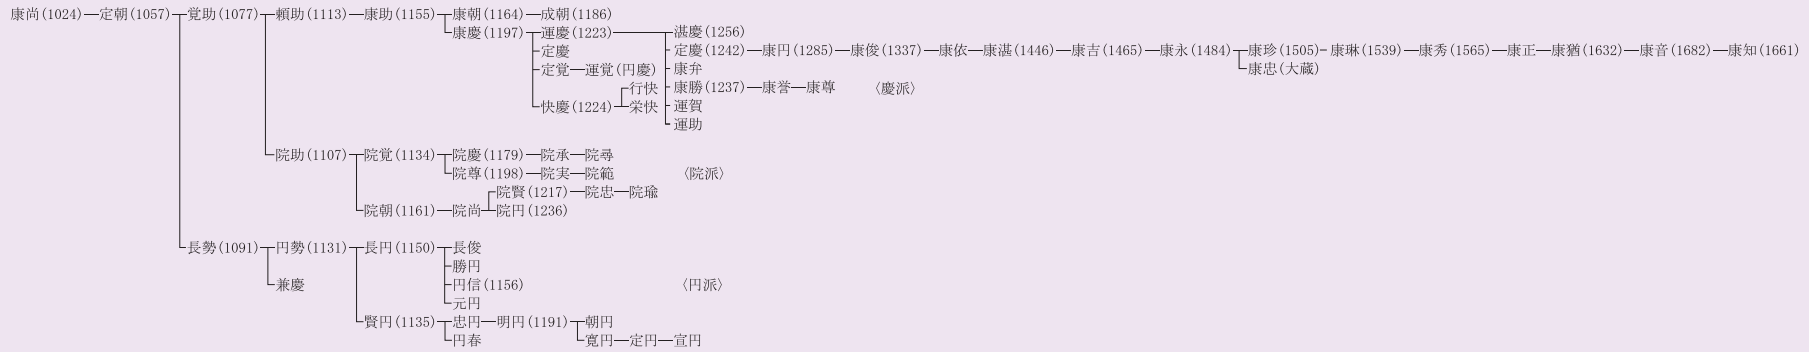 康尚(1024)―定朝(1057)―覚助(1077)―頼助(1113)―康助(1155)―康朝(1164)―成朝(1186)
康慶(1197)―運慶(1223)―湛慶(1256)
定慶 定慶(1242)―康円(1285)―康俊(1337)―康依―康湛(1446)―康吉(1465)―康永(1484)―康珍(1505)―康琳(1539)―康秀(1565)―康正―康猶(1632)―康音(1682)―康知(1661)
定覚―運覚(円慶) 康弁 康忠(大蔵)
行快 康勝(1237)―康誉―康尊 〈慶派〉
快慶(1224)―栄快 運賀
運助
院助(1107)―院覚(1134)―院慶(1179)―院承―院尋
院尊(1198)―院実―院範 〈院派〉
院賢(1217)―院忠―院瑜
院朝(1161)―院尚―院円(1236)
長勢(1091)―円勢(1131)―長円(1150)―長俊
勝円
兼慶 円信(1156) 〈円派〉
元円
賢円(1135)―忠円―明円(1191)―朝円
円春 寛円―定円―宣円